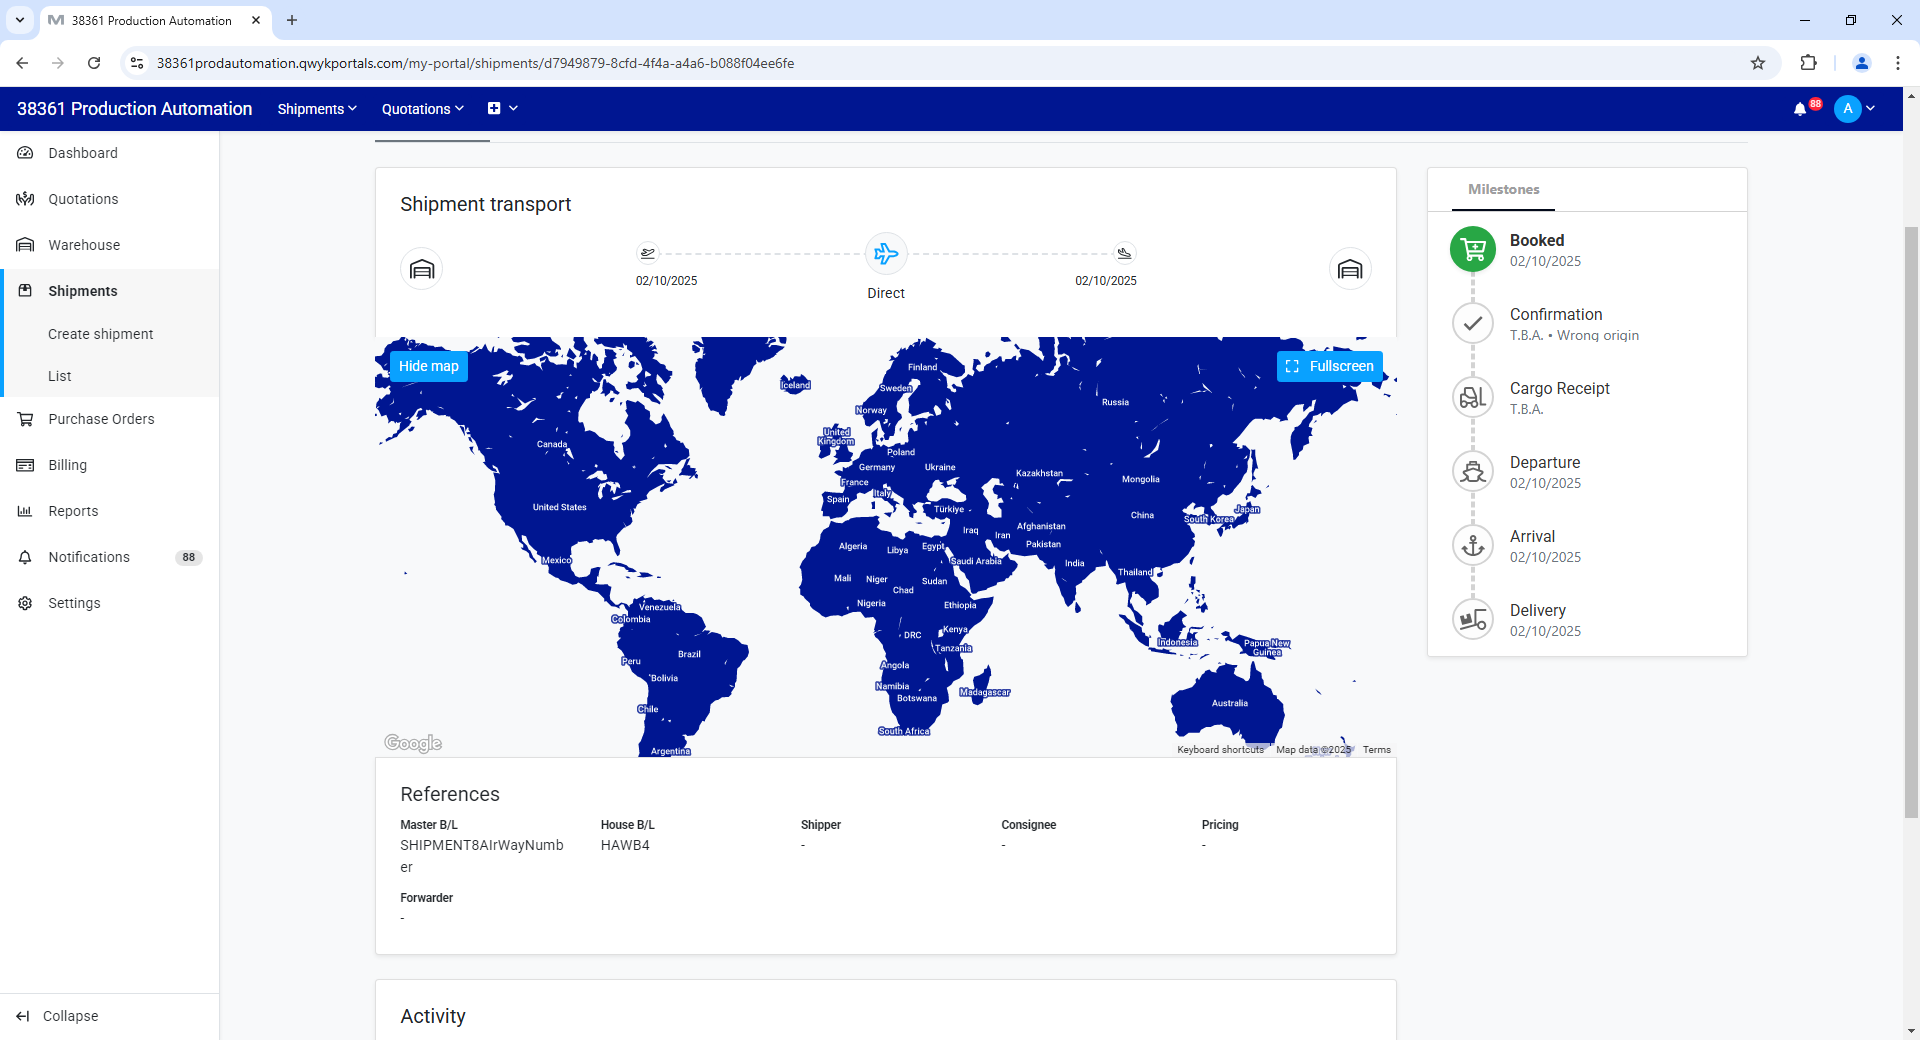 38361 Production Automation
38361prodautomation.qwykportals.com/my-portal/shipments/d7949879-8cfd-4f4a-a4a6-b088f04ee6fe
38361 Production Automation
Shipments
Quotations
88
A
Dashboard
Quotations
Warehouse
Shipments
Create shipment
List
Purchase Orders
Billing
Reports
Notifications
88
Settings
Collapse
Shipment transport
02/10/2025
Direct
02/10/2025
Hide map
Fullscreen
Finland
Iceland
Sweden
Russia
Norway
United
Kingdom
Canada
Poland
Germany
Ukraine
Kazakhstan
Mongolia
France
Italy
Spain
United States
Türkiye
China
Japan
South Korea
Iraq
Iran
Afghanistan
Pakistan
Algeria
Libya
Egypt
Saudi Arabia
India
Mexico
Thailand
Mali
Niger
Chad
Sudan
Nigeria
Ethiopia
Venezuela
Colombia
DRC
Kenya
Tanzania
Indonesia
Papua New
Guinea
Brazil
Peru
Angola
Bolivia
Namibia
Botswana
Madagascar
Chile
Australia
South Africa
Argentina
Google
Keyboard shortcuts
Map data ©2025
Terms
References
Master B/L
SHIPMENT8AIrWayNumb
er
House B/L
HAWB4
Shipper
-
Consignee
-
Pricing
-
Forwarder
-
Activity
Milestones
Booked
02/10/2025
Confirmation
T.B.A. • Wrong origin
Cargo Receipt
T.B.A.
Departure
02/10/2025
Arrival
02/10/2025
Delivery
02/10/2025